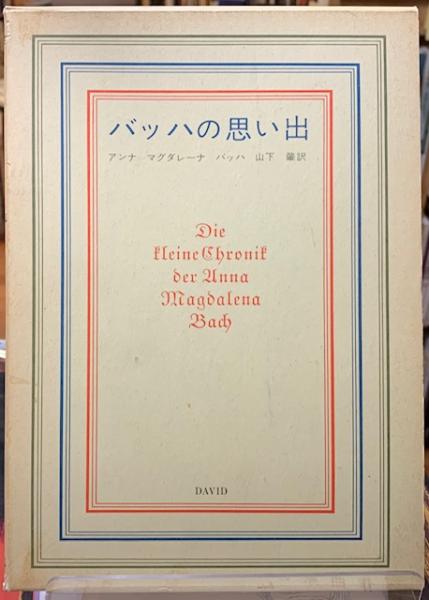 バッハの思い出
アンナ マグダレーナ バッハ 山下 肇訳
Die
kleine Chronik
der Anna
Magdalena
Bach
DAVID